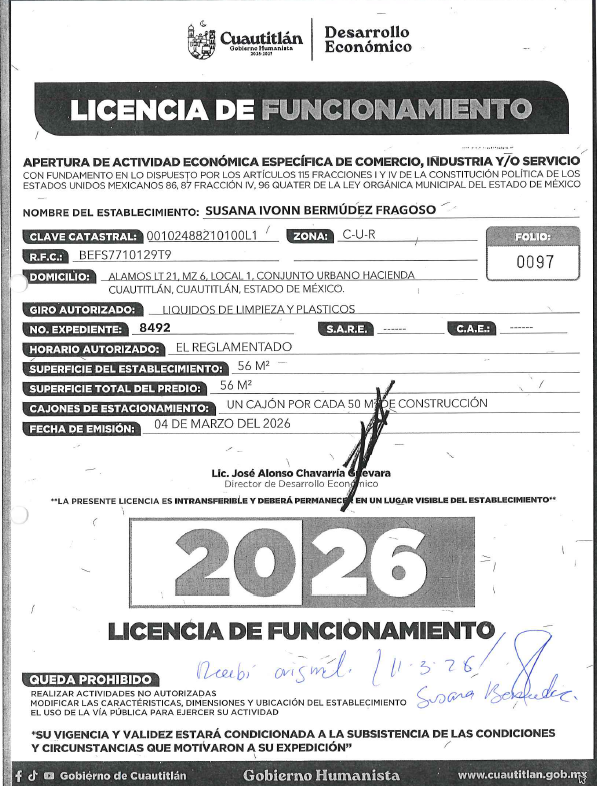 Cuautitlán
Gobierno Humanista
2025-2027
Desarrollo
Económico
LICENCIA DE FUNCIONAMIENTO
APERTURA DE ACTIVIDAD ECONÓMICA ESPECÍFICA DE COMERCIO, INDUSTRIA Y/O SERVICIO
CON FUNDAMENTO EN LO DISPUESTO POR LOS ARTÍCULOS 115 FRACCIONES I Y IV DE LA CONSTITUCIÓN POLÍTICA DE LOS
ESTADOS UNIDOS MEXICANOS 86, 87 FRACCIÓN IV, 96 QUATER DE LA LEY ORGÁNICA MUNICIPAL DEL ESTADO DE MÉXICO
NOMBRE DEL ESTABLECIMIENTO: SUSANA IVONN BERMÚDEZ FRAGOSO
CLAVE CATASTRAL: 00102488210100L1 ZONA: C-U-R
FOLIO:
0097
R.F.C.: BEFS7710129T9
DOMICILIO: ALAMOS LT 21, MZ 6, LOCAL 1, CONJUNTO URBANO HACIENDA
CUAUTITLÁN, CUAUTITLÁN, ESTADO DE MÉXICO.
GIRO AUTORIZADO: LIQUIDOS DE LIMPIEZA Y PLASTICOS
NO. EXPEDIENTE: 8492 S.A.R.E. ------ C.A.E.: ------
HORARIO AUTORIZADO: EL REGLAMENTADO
SUPERFICIE DEL ESTABLECIMIENTO: 56 M²
SUPERFICIE TOTAL DEL PREDIO: 56 M²
CAJONES DE ESTACIONAMIENTO: UN CAJÓN POR CADA 50 M² DE CONSTRUCCIÓN
FECHA DE EMISIÓN: 04 DE MARZO DEL 2026
Lic. José Alonso Chavarría Guevara
Director de Desarrollo Económico
**LA PRESENTE LICENCIA ES INTRANSFERIBLE Y DEBERÁ PERMANECER EN UN LUGAR VISIBLE DEL ESTABLECIMIENTO**
2026
LICENCIA DE FUNCIONAMIENTO
Recibi original. 11-3-26
Susana Bermudez.
QUEDA PROHIBIDO
REALIZAR ACTIVIDADES NO AUTORIZADAS
MODIFICAR LAS CARACTERÍSTICAS, DIMENSIONES Y UBICACIÓN DEL ESTABLECIMIENTO
EL USO DE LA VÍA PÚBLICA PARA EJERCER SU ACTIVIDAD
"SU VIGENCIA Y VALIDEZ ESTARÁ CONDICIONADA A LA SUBSISTENCIA DE LAS CONDICIONES
Y CIRCUNSTANCIAS QUE MOTIVARON A SU EXPEDICIÓN"
Gobiérno de Cuautitlán Gobierno Humanista www.cuautitlan.gob.mx